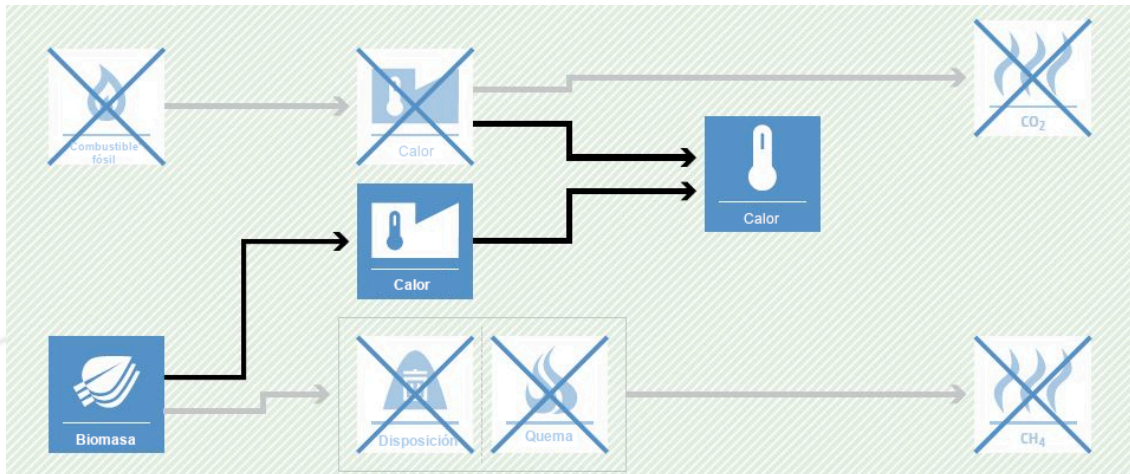 Combustible
fósil
Calor
CO₂
Calor
Calor
Biomasa
Disposición
Quema
CH₄